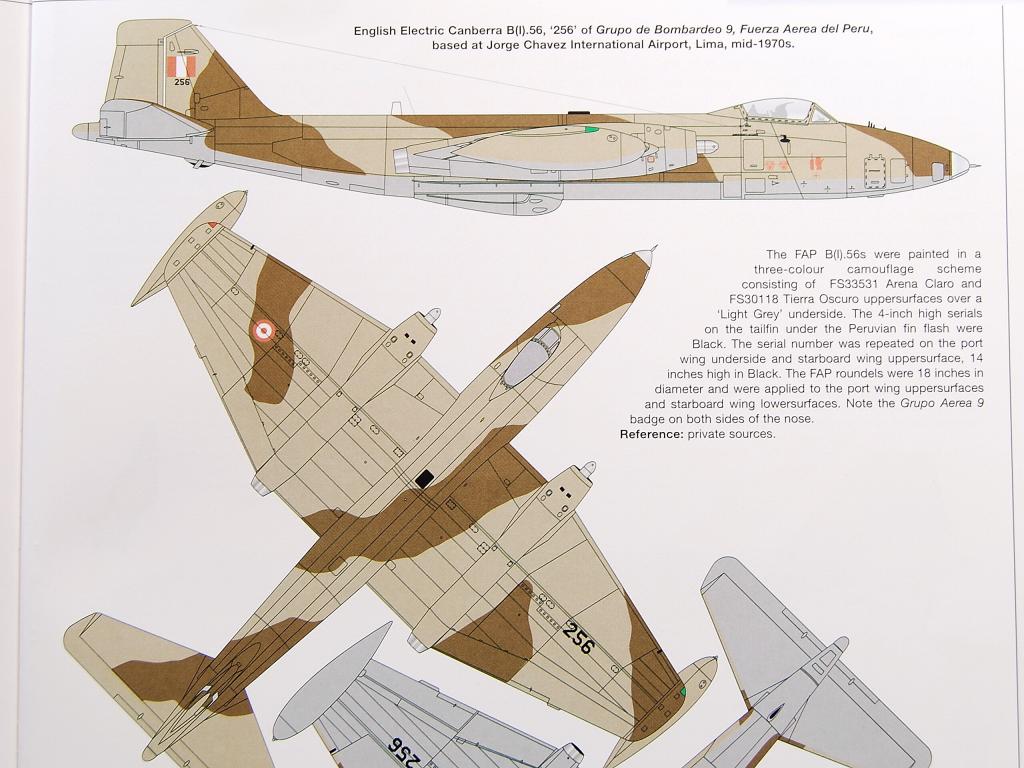 English Electric Canberra B(I).56, ‘256’ of Grupo de Bombardeo 9, Fuerza Aerea del Peru,
based at Jorge Chavez International Airport, Lima, mid-1970s.
256
The FAP B(I).56s were painted in a
three-colour camouflage scheme
consisting of FS33531 Arena Claro and
FS30118 Tierra Oscuro uppersurfaces over a
‘Light Grey’ underside. The 4-inch high serials
on the tailfin under the Peruvian fin flash were
Black. The serial number was repeated on the port
wing underside and starboard wing uppersurface, 14
inches high in Black. The FAP roundels were 18 inches in
diameter and were applied to the port wing uppersurfaces
and starboard wing lowersurfaces. Note the Grupo Aerea 9
badge on both sides of the nose.
Reference: private sources.
256
256